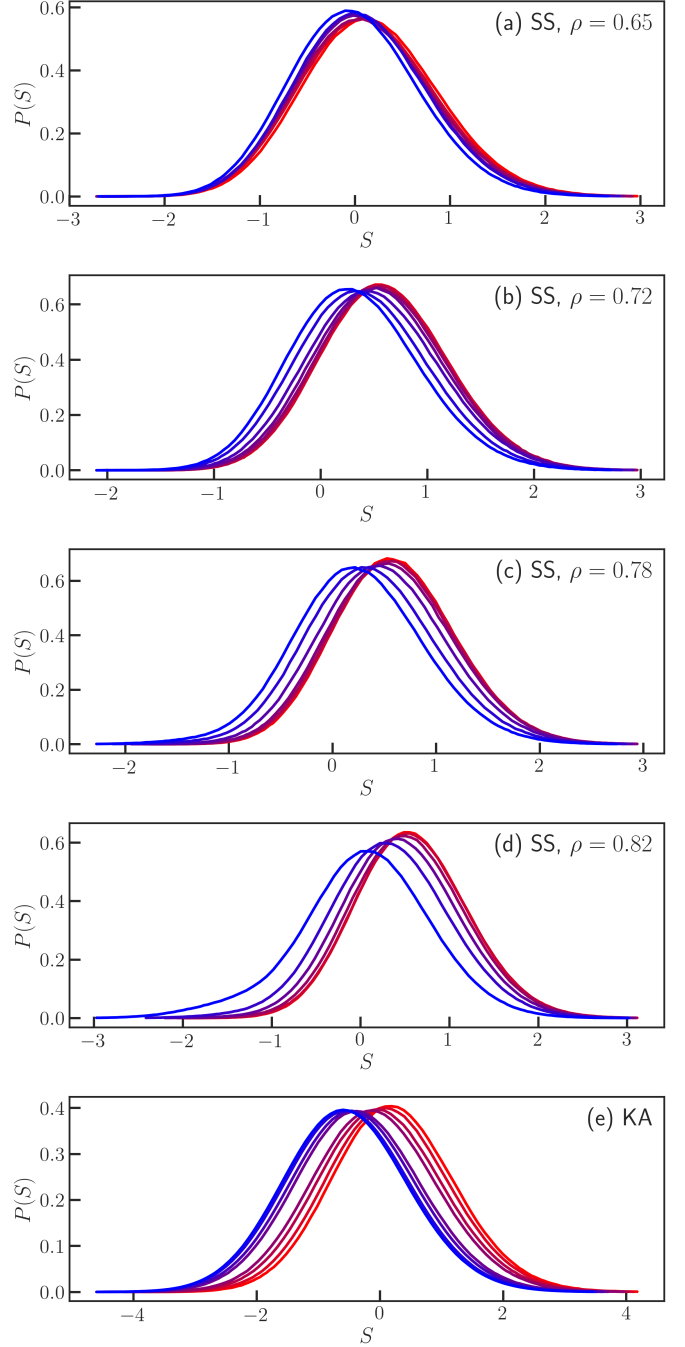 (a) SS, ρ = 0.65
P(S)
0.6
0.4
0.2
0.0
−3 −2 −1 0 1 2 3
S
(b) SS, ρ = 0.72
P(S)
0.6
0.4
0.2
0.0
−2 −1 0 1 2 3
S
(c) SS, ρ = 0.78
P(S)
0.6
0.4
0.2
0.0
−2 −1 0 1 2 3
S
(d) SS, ρ = 0.82
P(S)
0.6
0.4
0.2
0.0
−3 −2 −1 0 1 2 3
S
(e) KA
P(S)
0.4
0.3
0.2
0.1
0.0
−4 −2 0 2 4
S